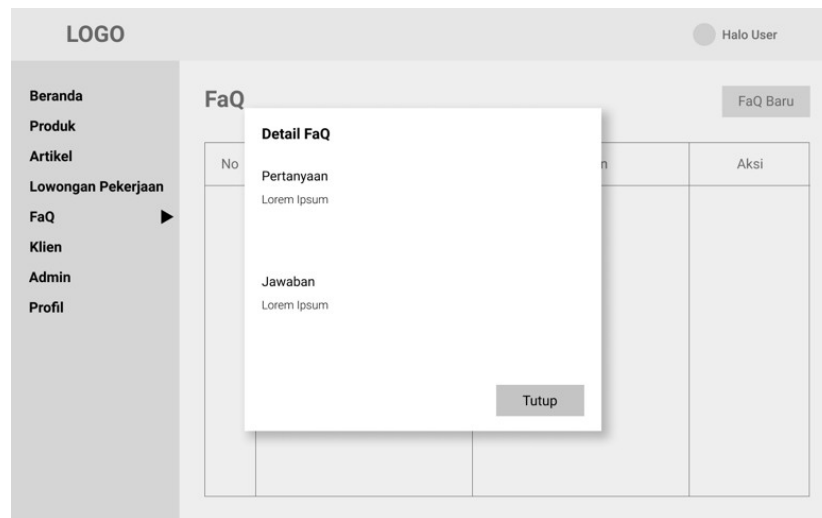 LOGO
Halo User
Beranda
Produk
Artikel
Lowongan Pekerjaan
FaQ
Klien
Admin
Profil
FaQ
FaQ Baru
No
Aksi
Detail FaQ
Pertanyaan
Lorem Ipsum
Jawaban
Lorem Ipsum
Tutup